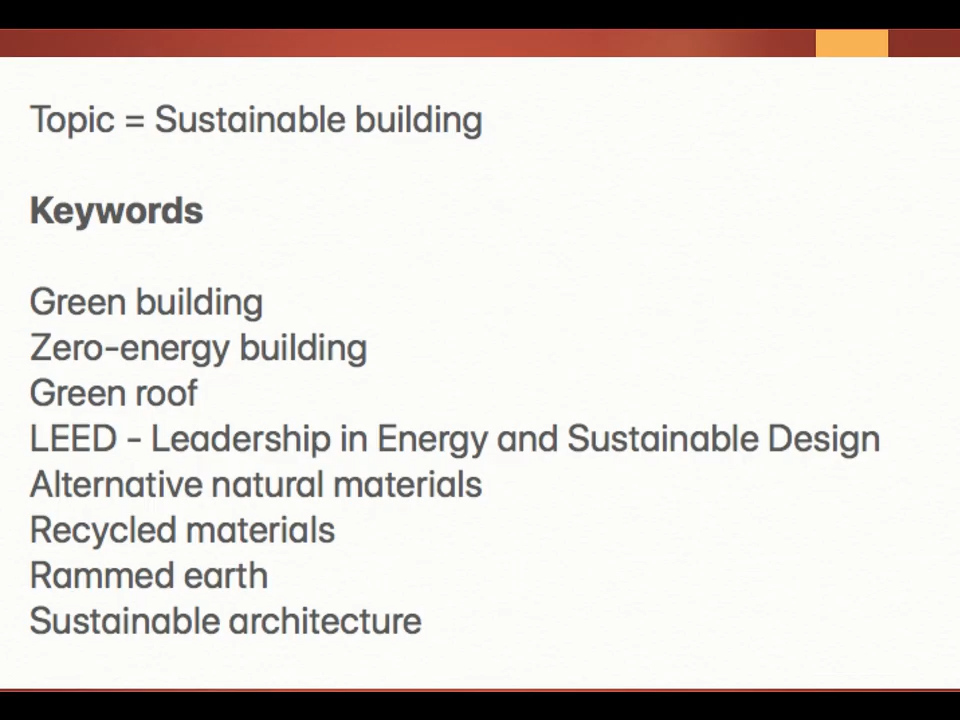 Topic = Sustainable building
Keywords
Green building
Zero-energy building
Green roof
LEED - Leadership in Energy and Sustainable Design
Alternative natural materials
Recycled materials
Rammed earth
Sustainable architecture